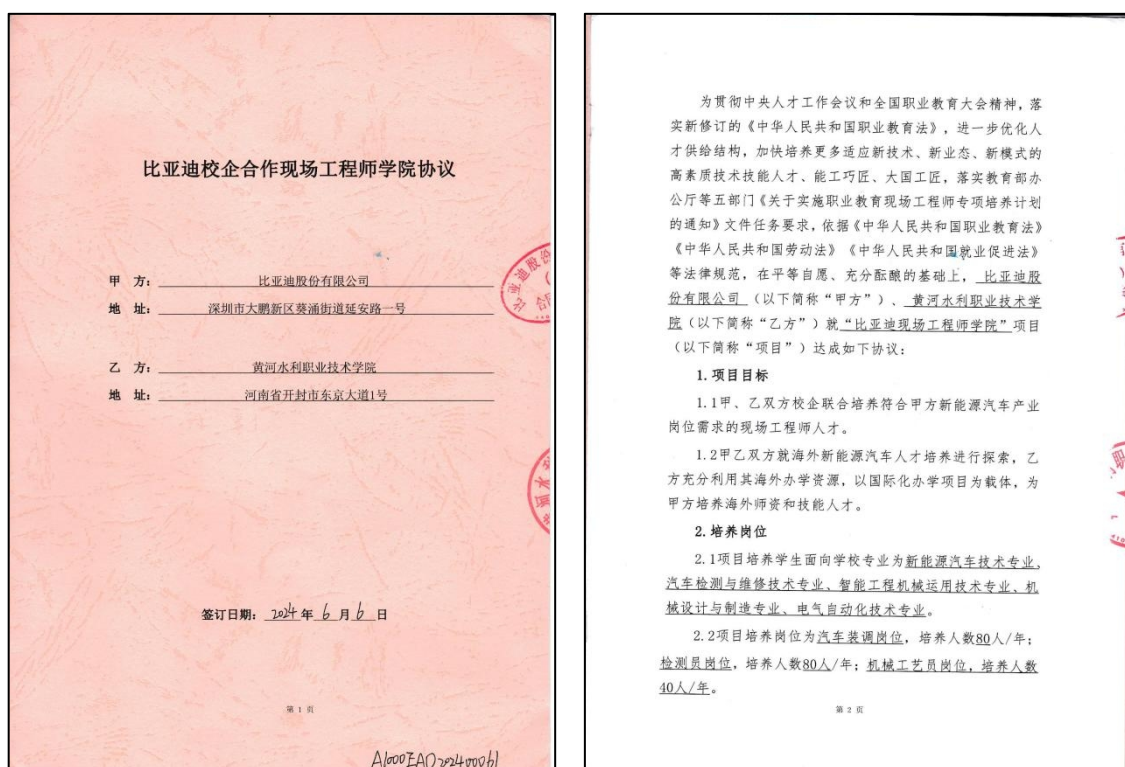 比亚迪校企合作现场工程师学院协议
甲 方： 比亚迪股份有限公司
地 址： 深圳市大鹏新区葵涌街道延安路一号
乙 方： 黄河水利职业技术学院
地 址： 河南省开封市东京大道1号
签订日期： 2024 年 6 月 6 日
第 1 页
A1000EAD202400061
为贯彻中央人才工作会议和全国职业教育大会精神，落
实新修订的《中华人民共和国职业教育法》，进一步优化人
才供给结构，加快培养更多适应新技术、新业态、新模式的
高素质技术技能人才、能工巧匠、大国工匠，落实教育部办
公厅等五部门《关于实施职业教育现场工程师专项培养计划
的通知》文件任务要求，依据《中华人民共和国职业教育法》
《中华人民共和国劳动法》《中华人民共和国就业促进法》
等法律规范，在平等自愿、充分酝酿的基础上， 比亚迪股
份有限公司 （以下简称“甲方”）、 黄河水利职业技术学
院（以下简称“乙方”）就“比亚迪现场工程师学院”项目
（以下简称“项目”）达成如下协议：
1.项目目标
1.1甲、乙双方校企联合培养符合甲方新能源汽车产业
岗位需求的现场工程师人才。
1.2甲乙双方就海外新能源汽车人才培养进行探索，乙
方充分利用其海外办学资源，以国际化办学项目为载体，为
甲方培养海外师资和技能人才。
2.培养岗位
2.1项目培养学生面向学校专业为新能源汽车技术专业、
汽车检测与维修技术专业、智能工程机械运用技术专业、机
械设计与制造专业、电气自动化技术专业。
2.2项目培养岗位为汽车装调岗位，培养人数80人/年；
检测员岗位，培养人数80人/年；机械工艺员岗位，培养人数
40人/年。
第 2 页